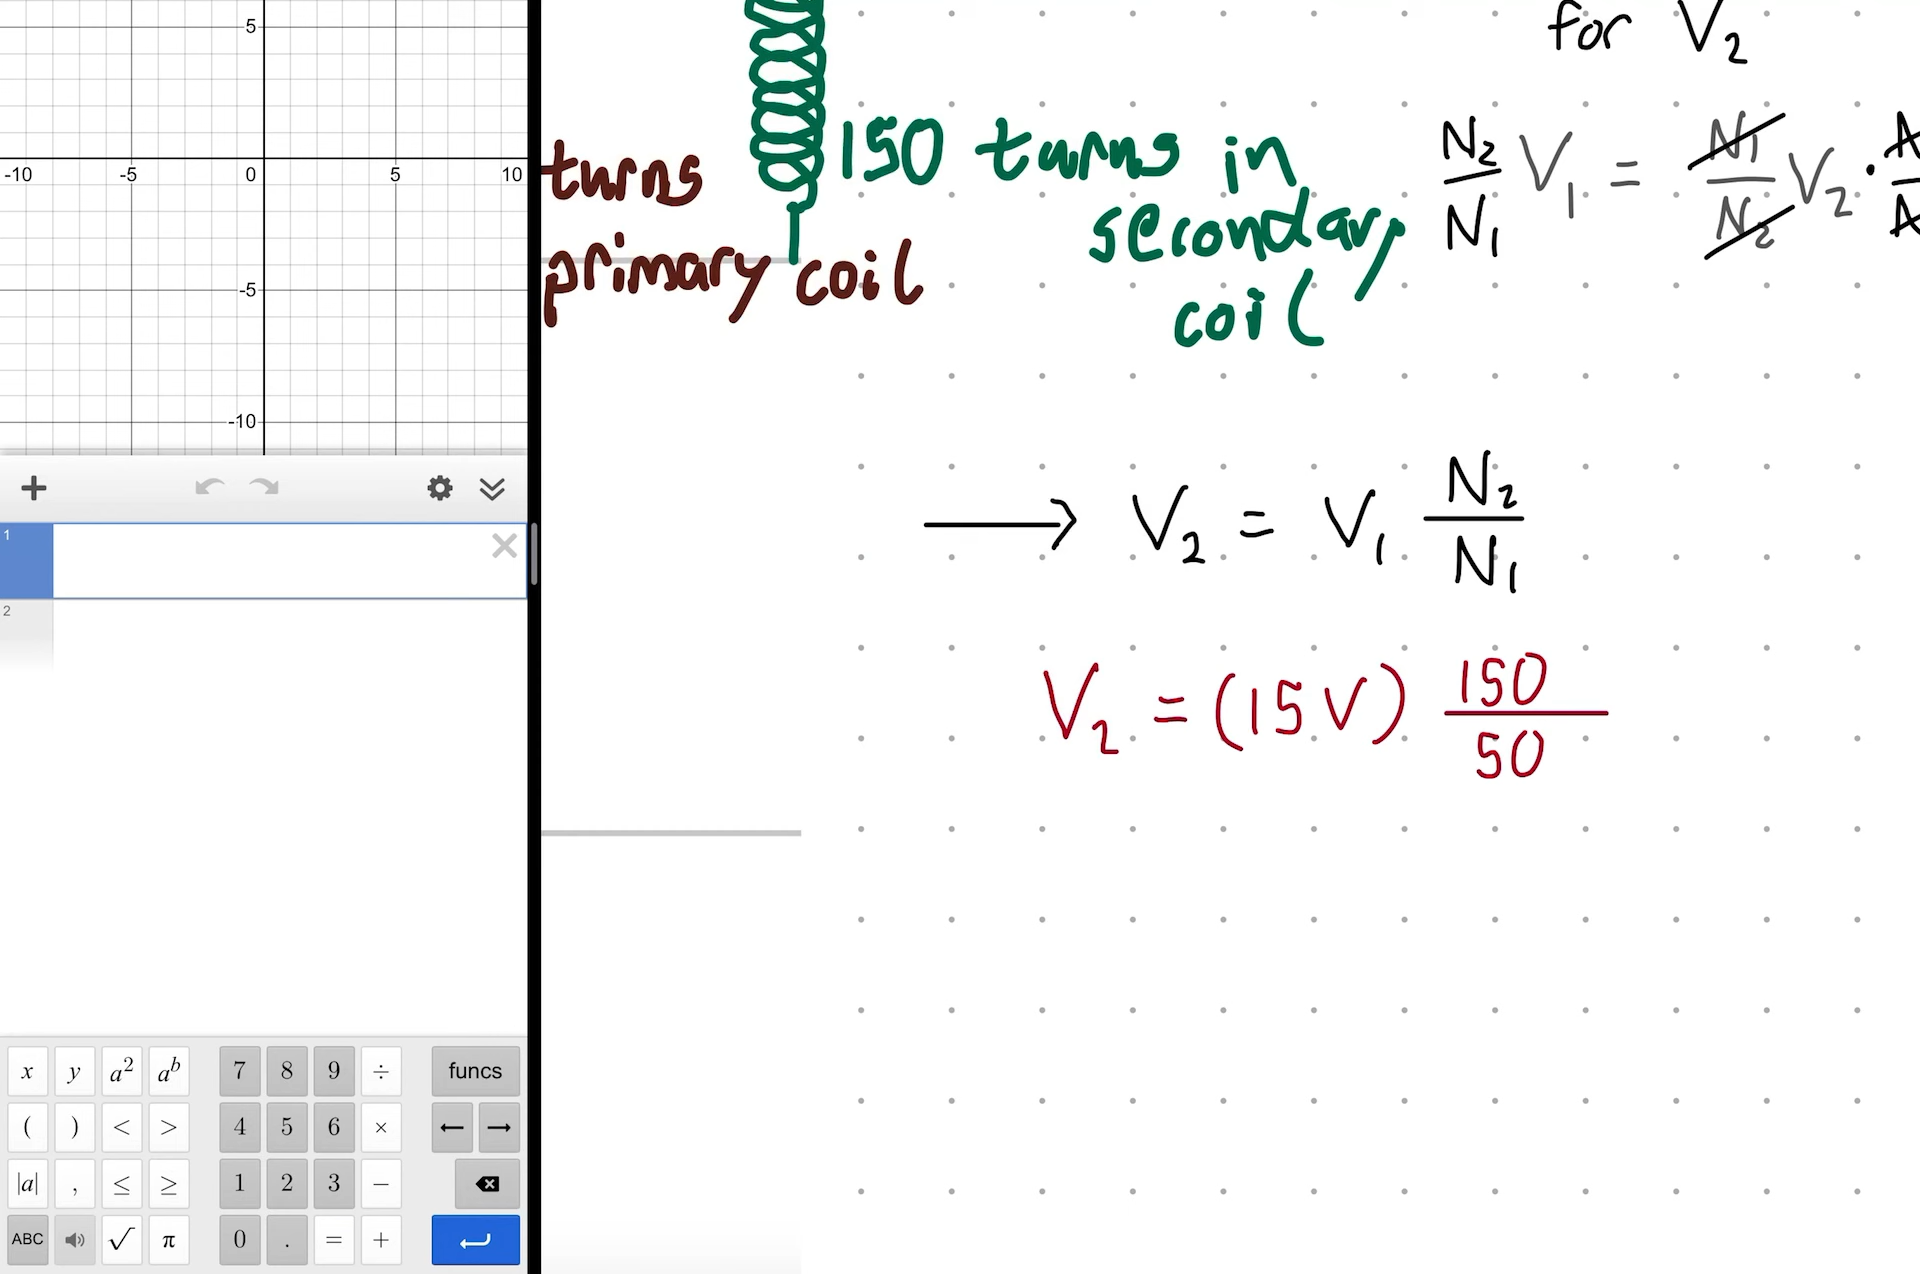 5
-10 -5 0 5 10
-5
-10
1
2
x y a² aᵇ 7 8 9 ÷ funcs
( ) < > 4 5 6 × ← →
|a| , ≤ ≥ 1 2 3 −
ABC √ π 0 . = +
turns
primary coil
150 turns in
secondary
coil
for V₂
N₂/N₁ V₁ = N₁/N₂ V₂ ·
→ V₂ = V₁ N₂/N₁
V₂ = (15V) 150/50